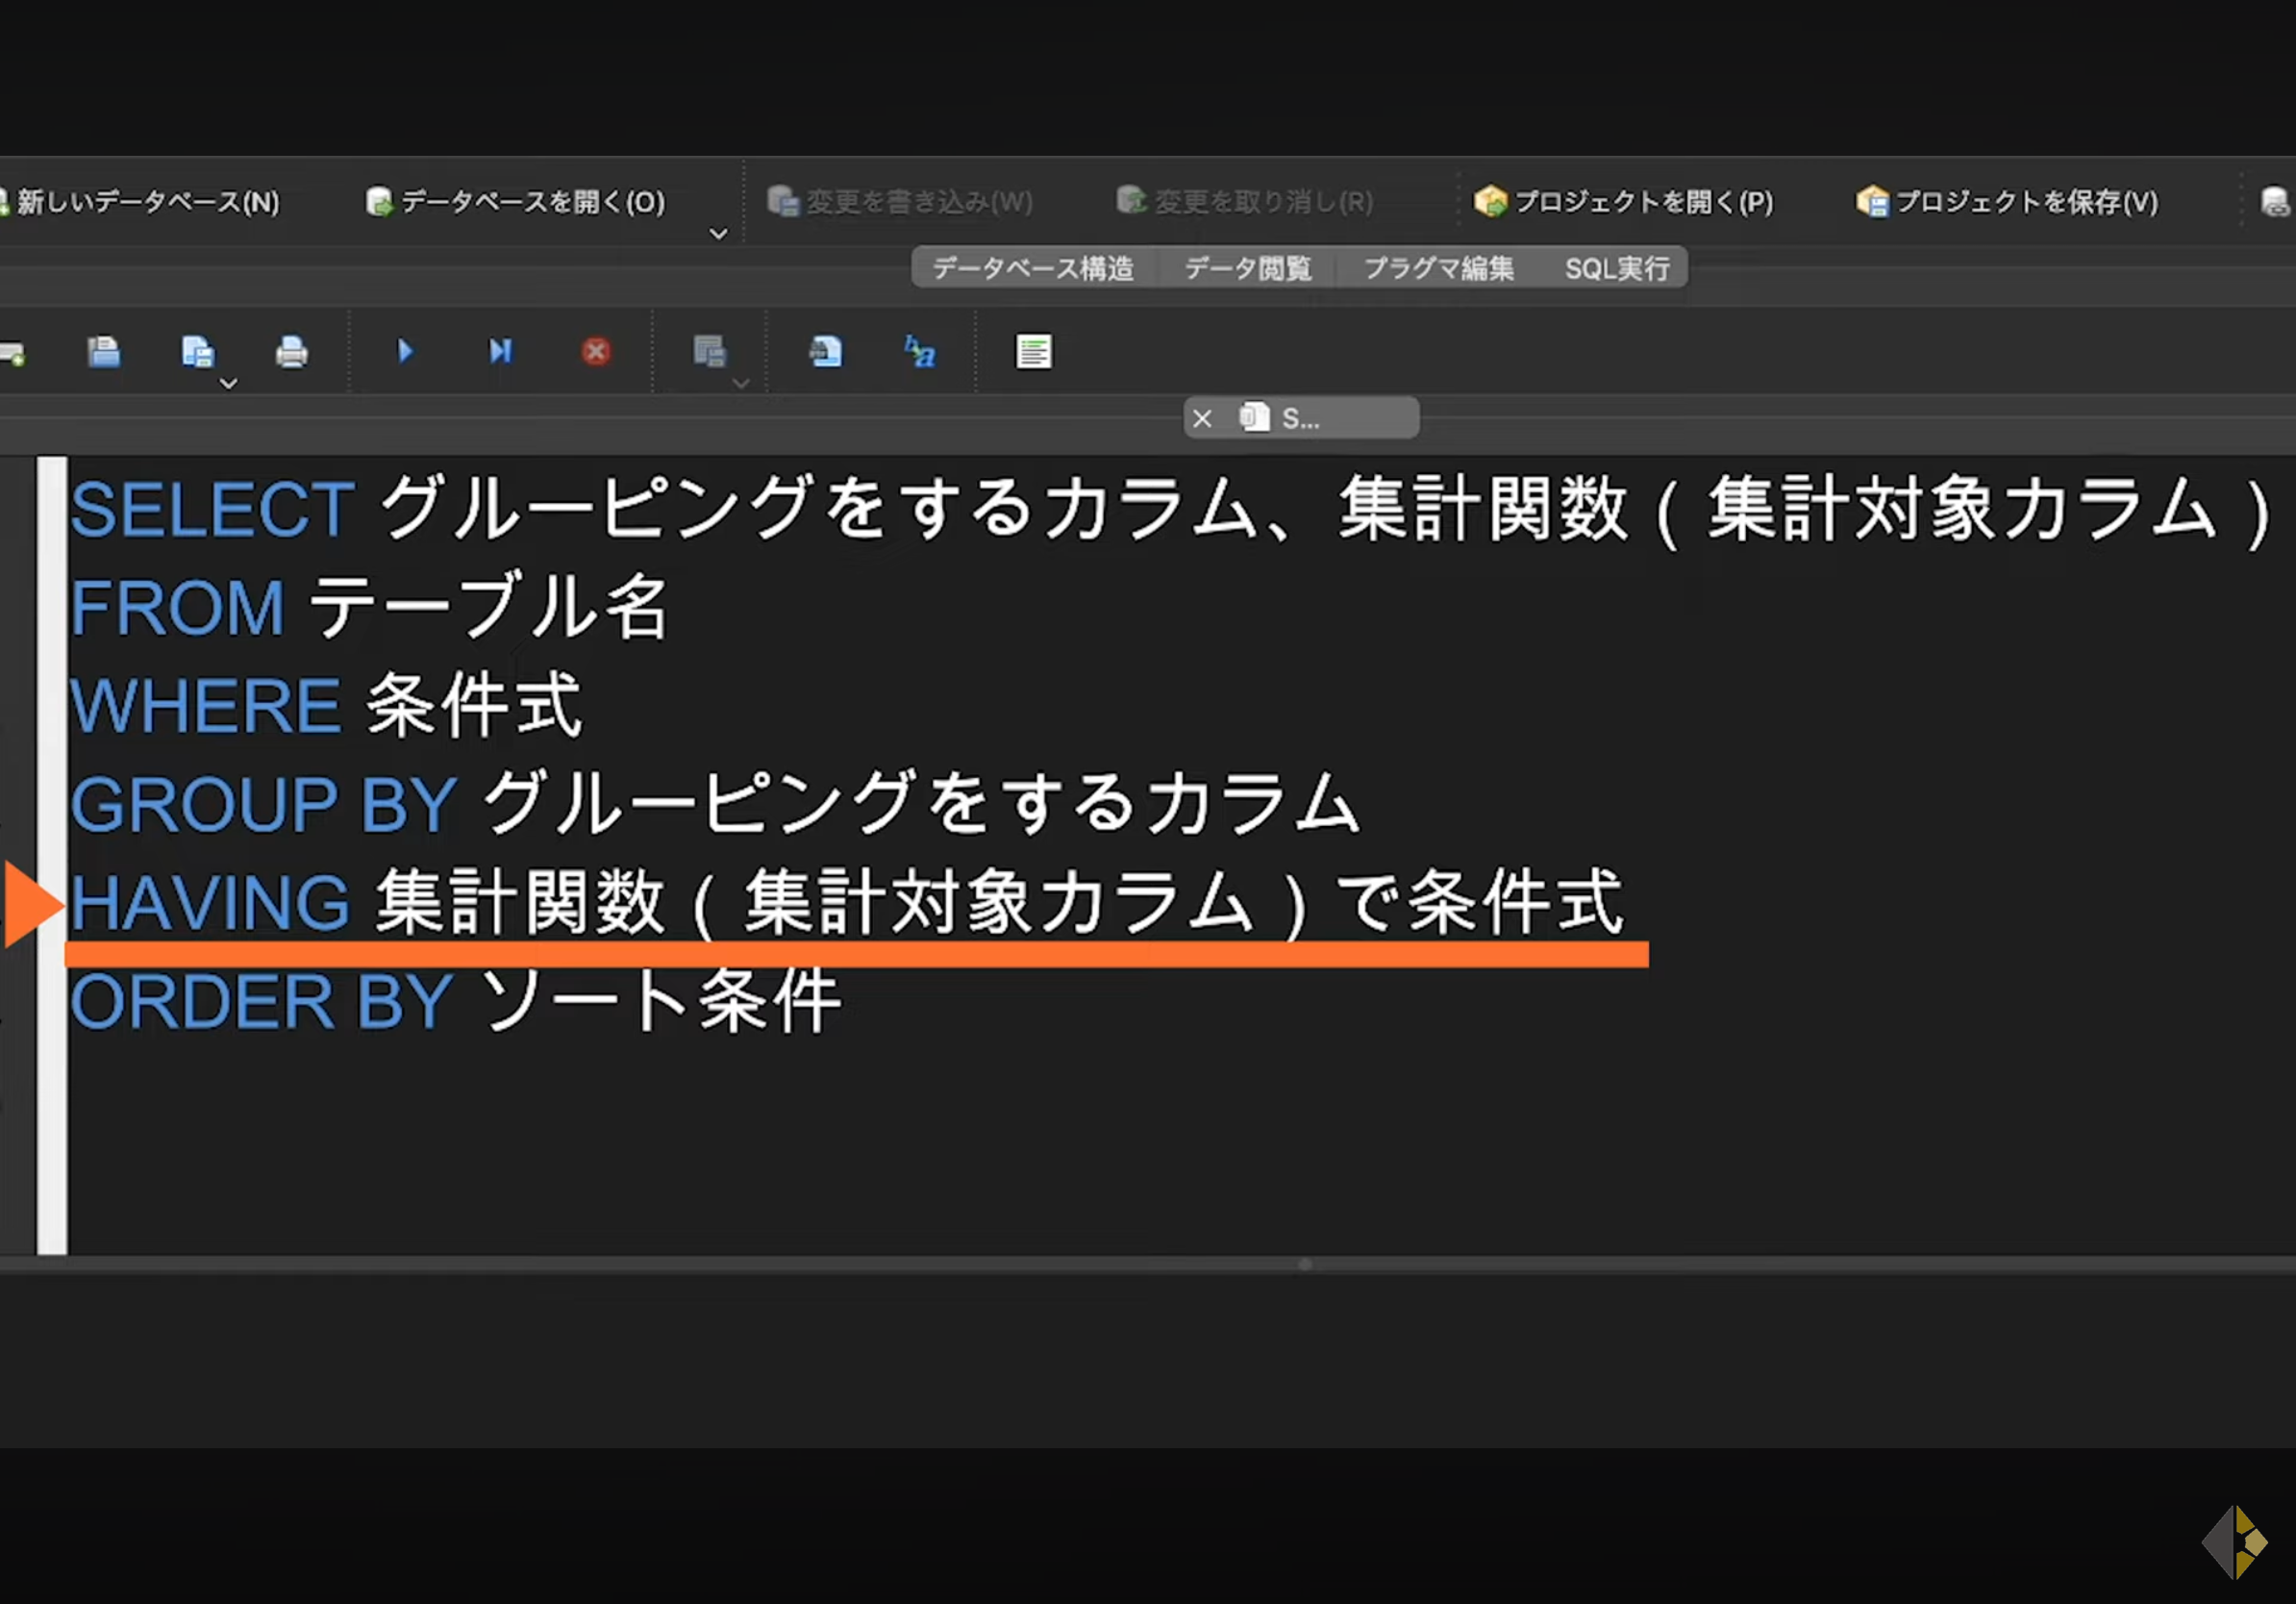 新しいデータベース(N) データベースを開く(O) 変更を書き込み(W) 変更を取り消し(R) プロジェクトを開く(P) プロジェクトを保存(V)
データベース構造 データ閲覧 プラグマ編集 SQL実行
S...
SELECT グルーピングをするカラム、集計関数 ( 集計対象カラム )
FROM テーブル名
WHERE 条件式
GROUP BY グルーピングをするカラム
HAVING 集計関数 ( 集計対象カラム ) で条件式
ORDER BY ソート条件